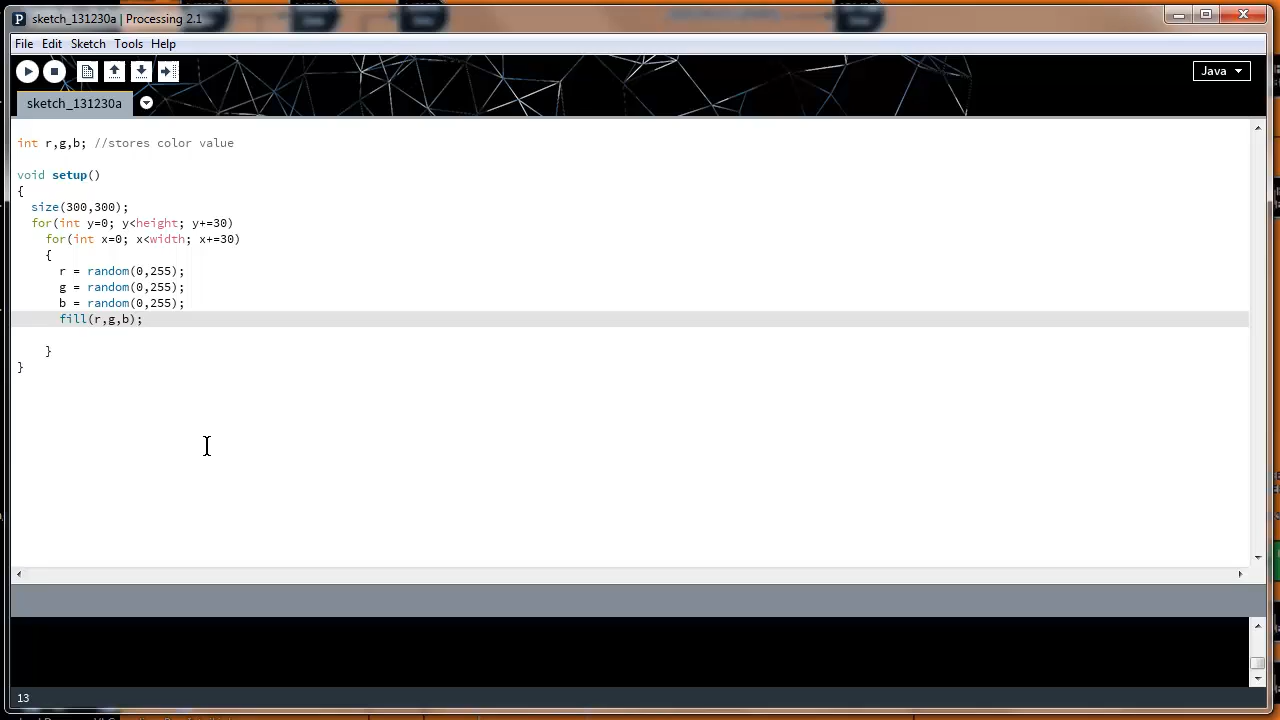 sketch_131230a | Processing 2.1
File Edit Sketch Tools Help
Java
sketch_131230a
int r,g,b; //stores color value
void setup()
{
  size(300,300);
  for(int y=0; y<height; y+=30)
    for(int x=0; x<width; x+=30)
    {
      r = random(0,255);
      g = random(0,255);
      b = random(0,255);
      fill(r,g,b);
    }
}
13